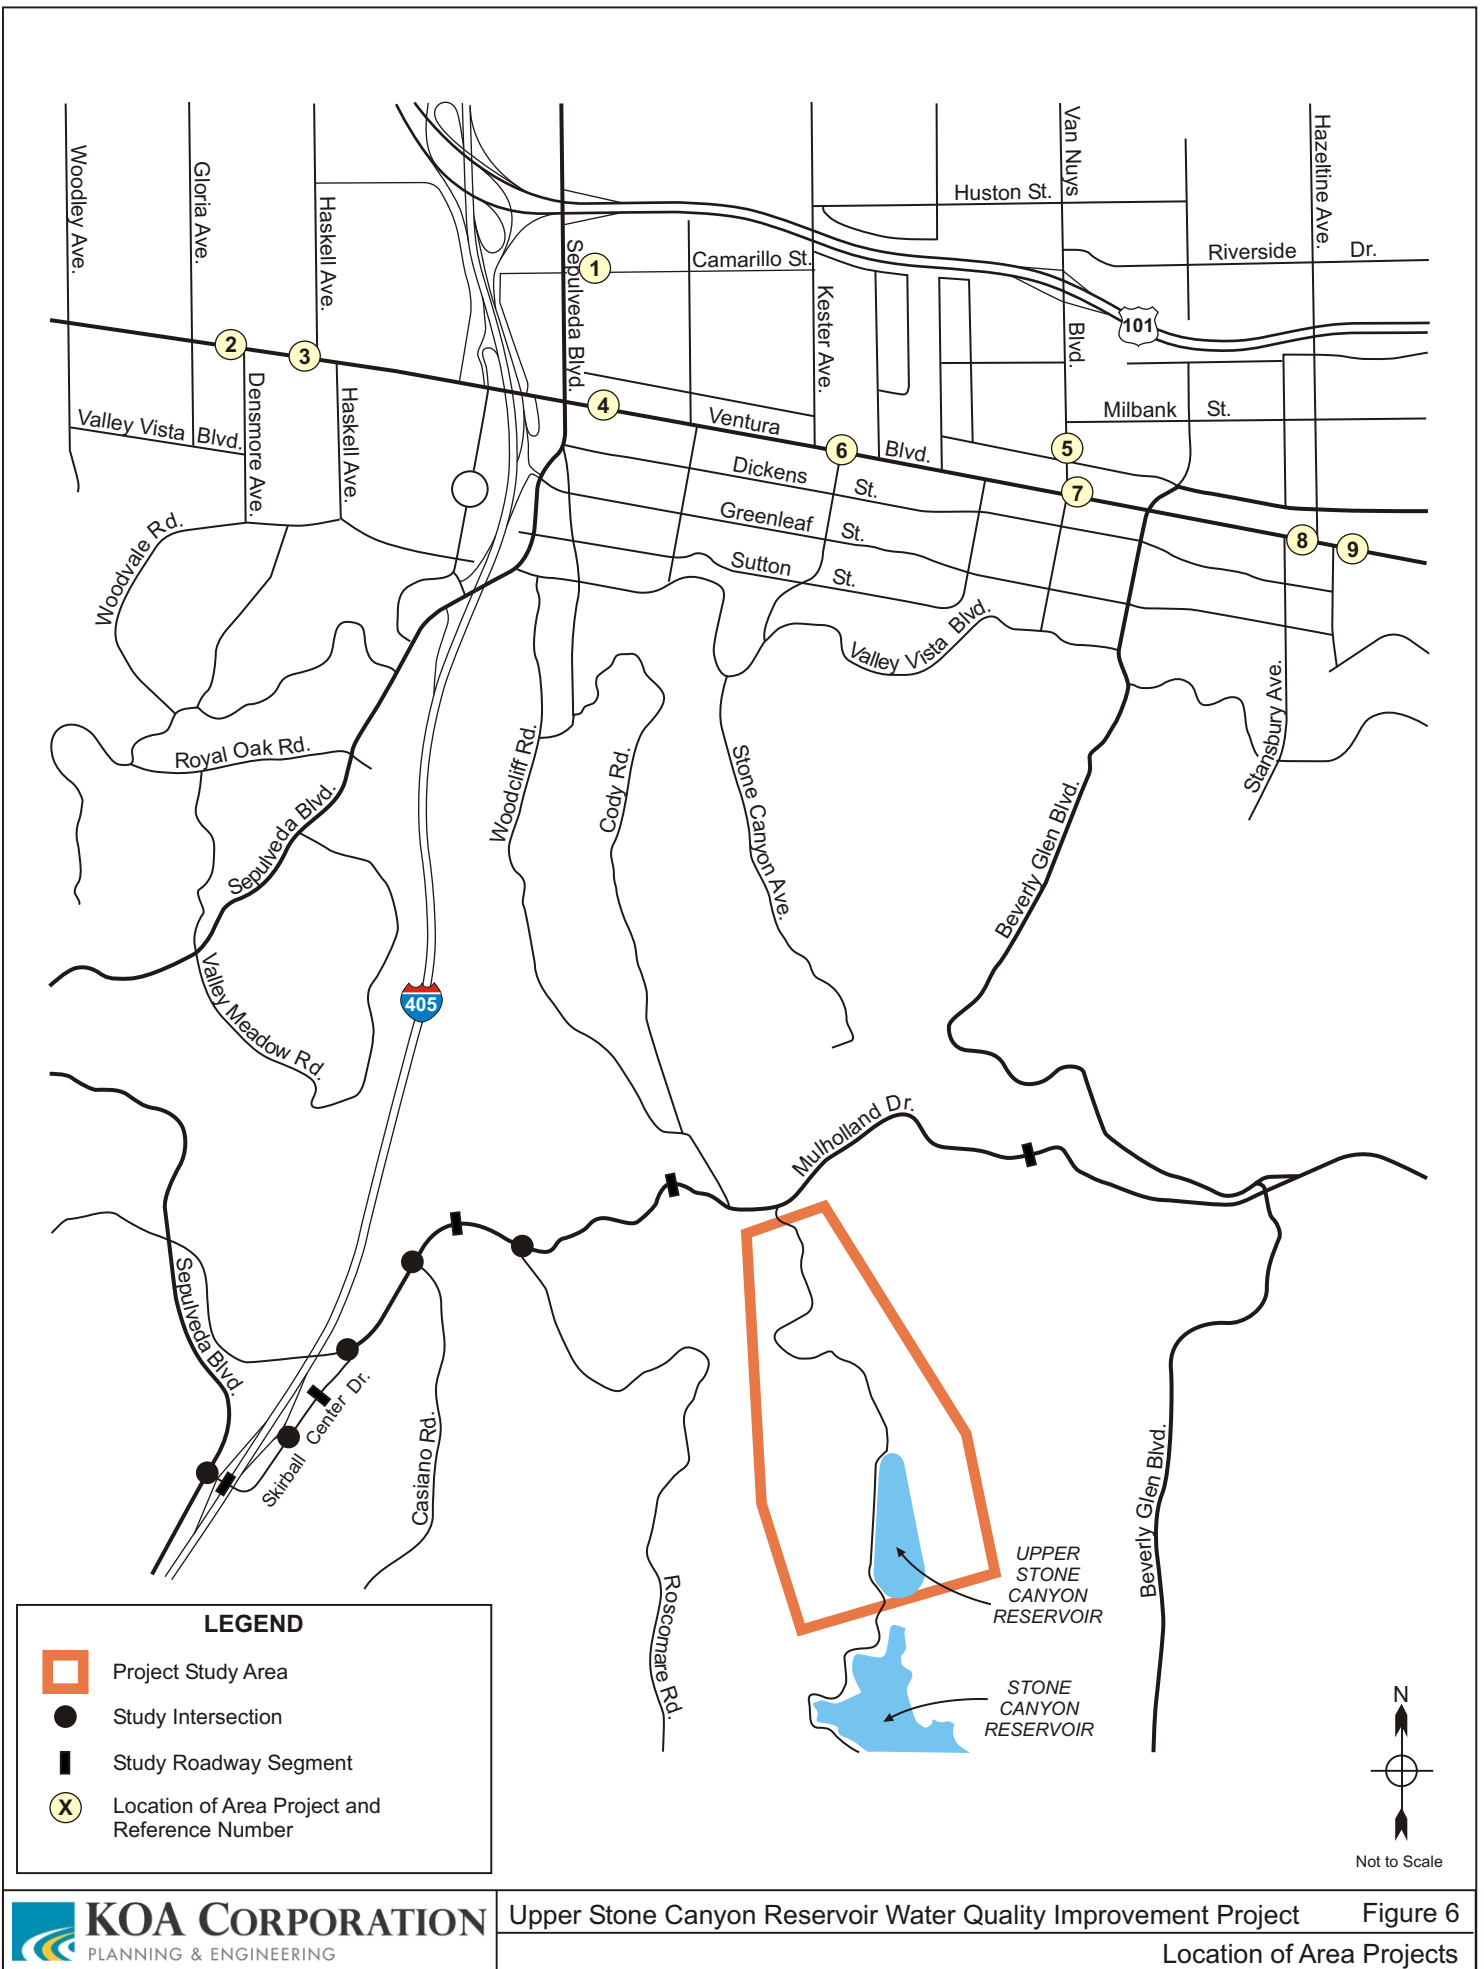 Woodley Ave.
Gloria Ave.
Haskell Ave.
Sepulveda Blvd.
Van Nuys
Blvd.
Hazeltine Ave.
Huston St.
Riverside Dr.
Camarillo St.
Kester Ave.
101
1
2
3
4
5
6
7
8
9
Densmore Ave.
Haskell Ave.
Valley Vista Blvd.
Ventura Blvd.
Milbank St.
Dickens St.
Greenleaf St.
Sutton St.
Valley Vista Blvd.
Woodvale Rd.
Royal Oak Rd.
Sepulveda Blvd.
Woodcliff Rd.
Cody Rd.
Stone Canyon Ave.
Beverly Glen Blvd.
Stansbury Ave.
Valley Meadow Rd.
405
Mulholland Dr.
Sepulveda Blvd.
Skirball Center Dr.
Casiano Rd.
Roscomare Rd.
Beverly Glen Blvd.
UPPER
STONE
CANYON
RESERVOIR
STONE
CANYON
RESERVOIR
LEGEND
Project Study Area
Study Intersection
Study Roadway Segment
X
Location of Area Project and
Reference Number
N
Not to Scale
KOA CORPORATION
PLANNING & ENGINEERING
Upper Stone Canyon Reservoir Water Quality Improvement Project
Figure 6
Location of Area Projects